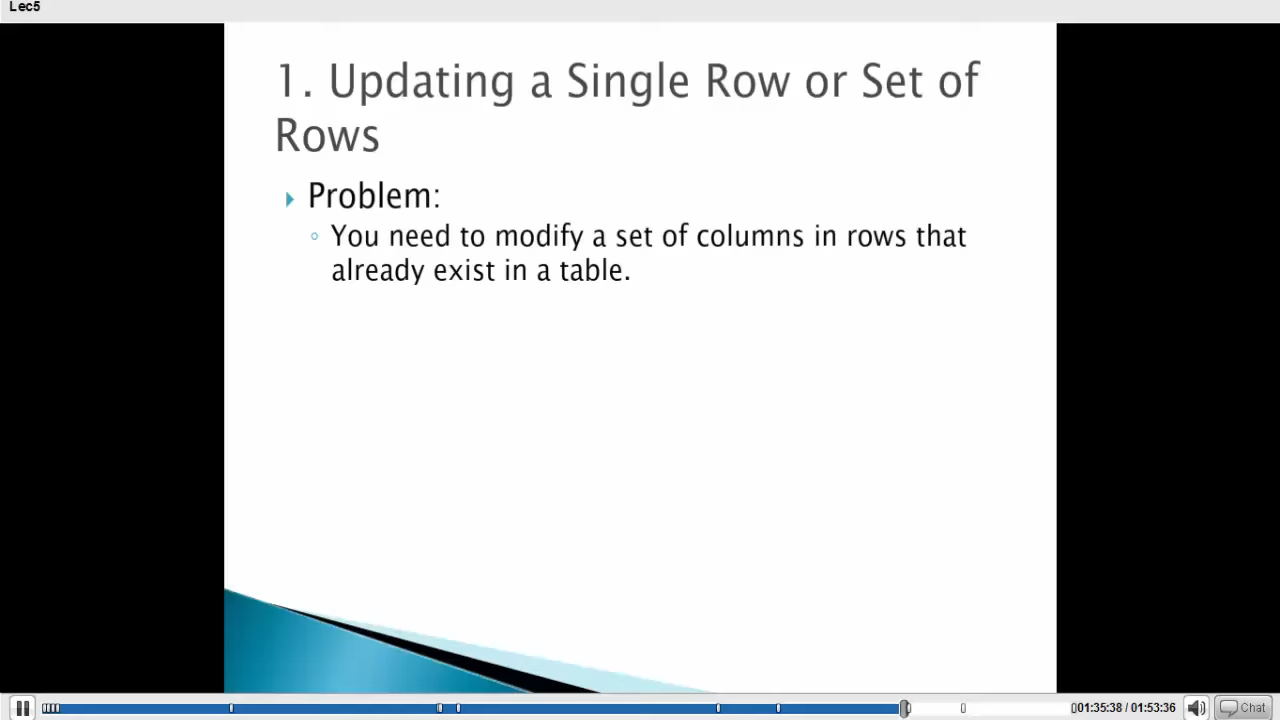 Lec5
1. Updating a Single Row or Set of
Rows
Problem:
You need to modify a set of columns in rows that
already exist in a table.
01:35:38 / 01:53:36
Chat